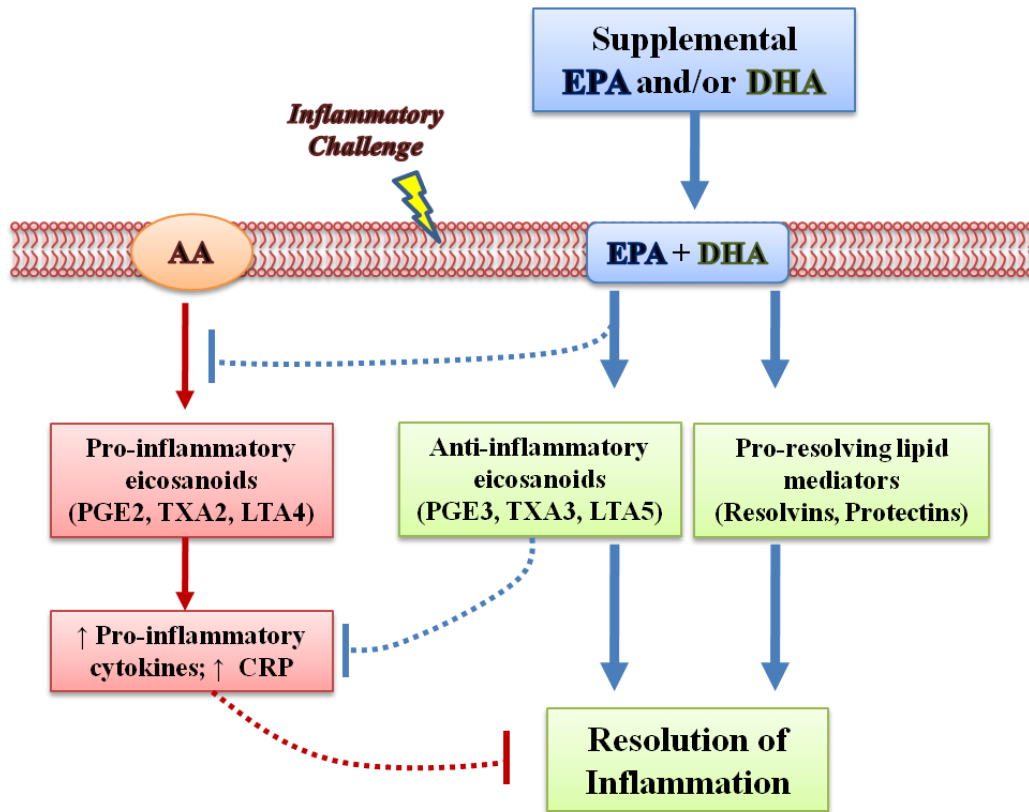 Supplemental
EPA and/or DHA
Inflammatory
Challenge
AA
EPA + DHA
Pro-inflammatory
eicosanoids
(PGE2, TXA2, LTA4)
Anti-inflammatory
eicosanoids
(PGE3, TXA3, LTA5)
Pro-resolving lipid
mediators
(Resolvins, Protectins)
↑ Pro-inflammatory
cytokines; ↑ CRP
Resolution of
Inflammation